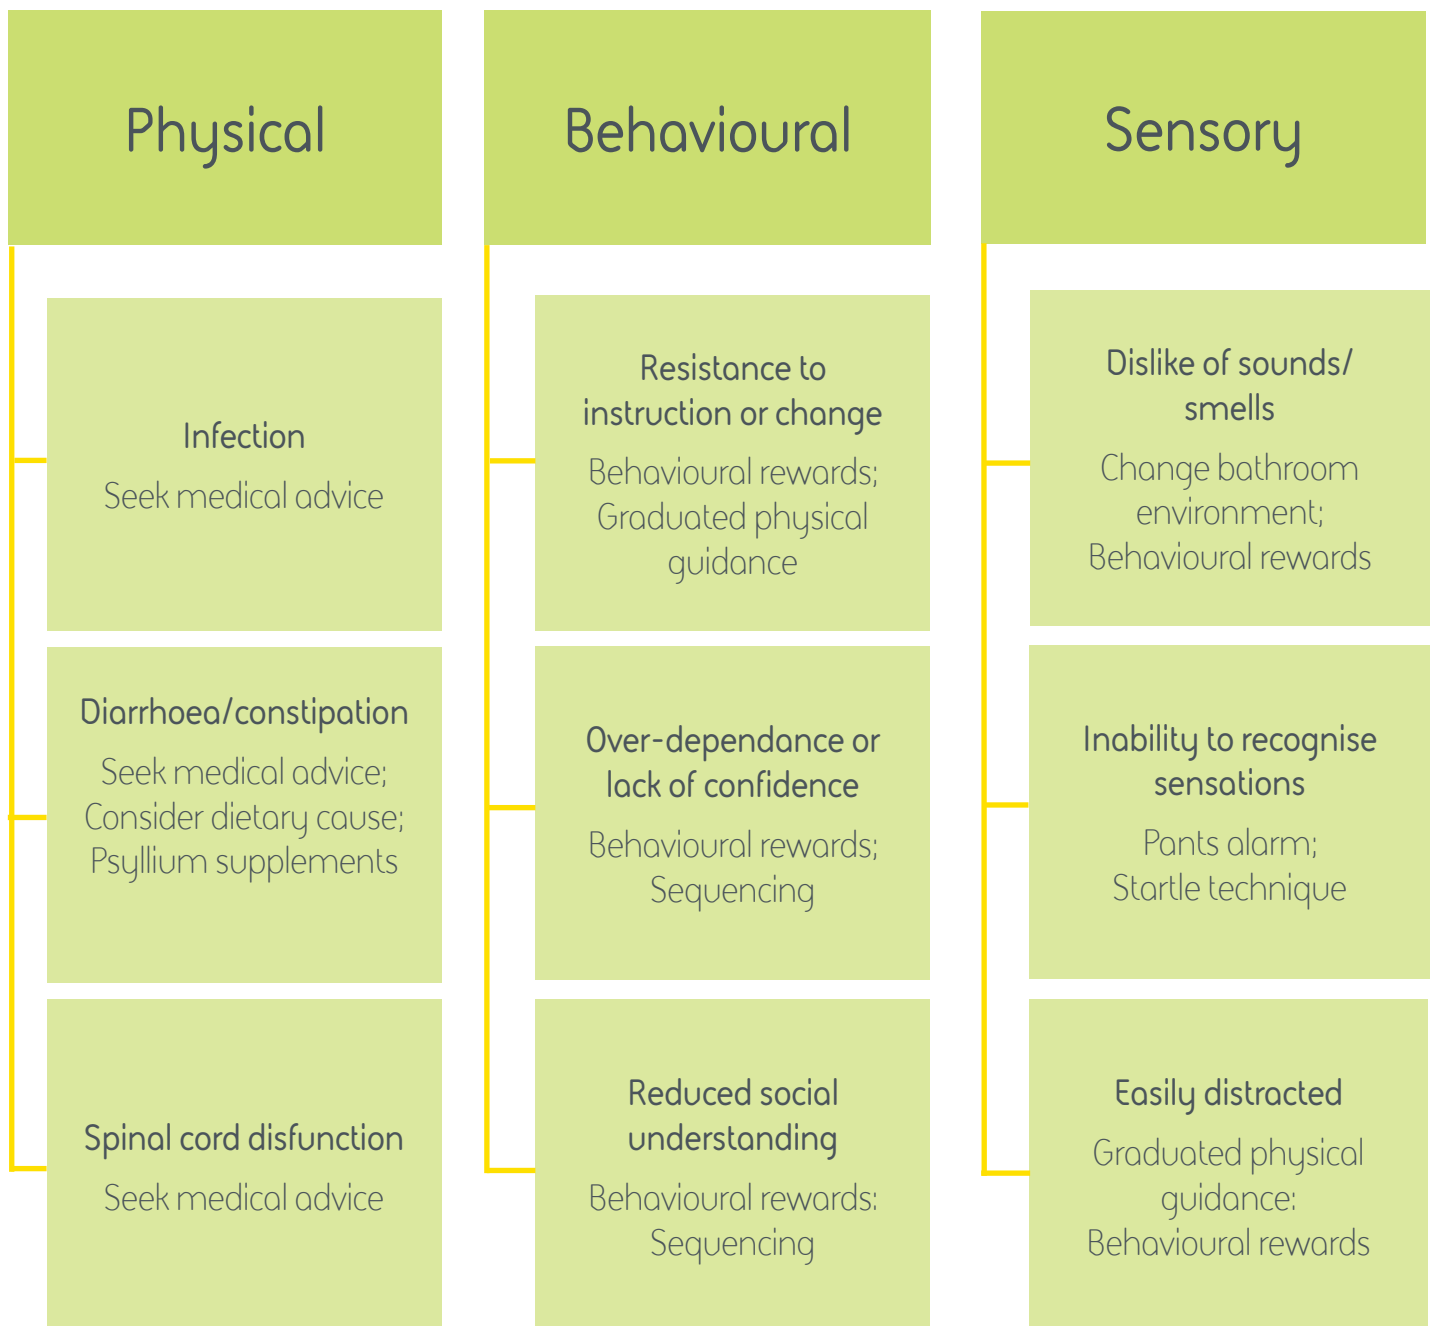 Physical
Infection
Seek medical advice
Diarrhoea/constipation
Seek medical advice;
Consider dietary cause;
Psyllium supplements
Spinal cord disfunction
Seek medical advice
Behavioural
Resistance to
instruction or change
Behavioural rewards;
Graduated physical
guidance
Over-dependance or
lack of confidence
Behavioural rewards;
Sequencing
Reduced social
understanding
Behavioural rewards:
Sequencing
Sensory
Dislike of sounds/
smells
Change bathroom
environment;
Behavioural rewards
Inability to recognise
sensations
Pants alarm;
Startle technique
Easily distracted
Graduated physical
guidance:
Behavioural rewards